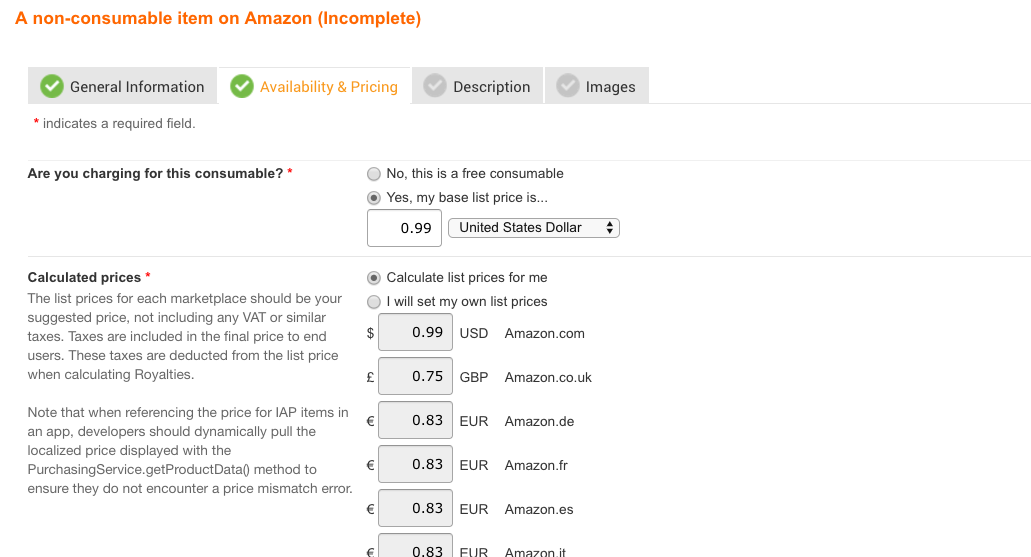 A non-consumable item on Amazon (Incomplete)
General Information
Availability & Pricing
Description
Images
* indicates a required field.
Are you charging for this consumable? *
No, this is a free consumable
Yes, my base list price is...
0.99 United States Dollar
Calculated prices *
The list prices for each marketplace should be your
suggested price, not including any VAT or similar
taxes. Taxes are included in the final price to end
users. These taxes are deducted from the list price
when calculating Royalties.
Note that when referencing the price for IAP items in
an app, developers should dynamically pull the
localized price displayed with the
PurchasingService.getProductData() method to
ensure they do not encounter a price mismatch error.
Calculate list prices for me
I will set my own list prices
$ 0.99 USD Amazon.com
£ 0.75 GBP Amazon.co.uk
€ 0.83 EUR Amazon.de
€ 0.83 EUR Amazon.fr
€ 0.83 EUR Amazon.es
€ 0.83 EUR Amazon.it